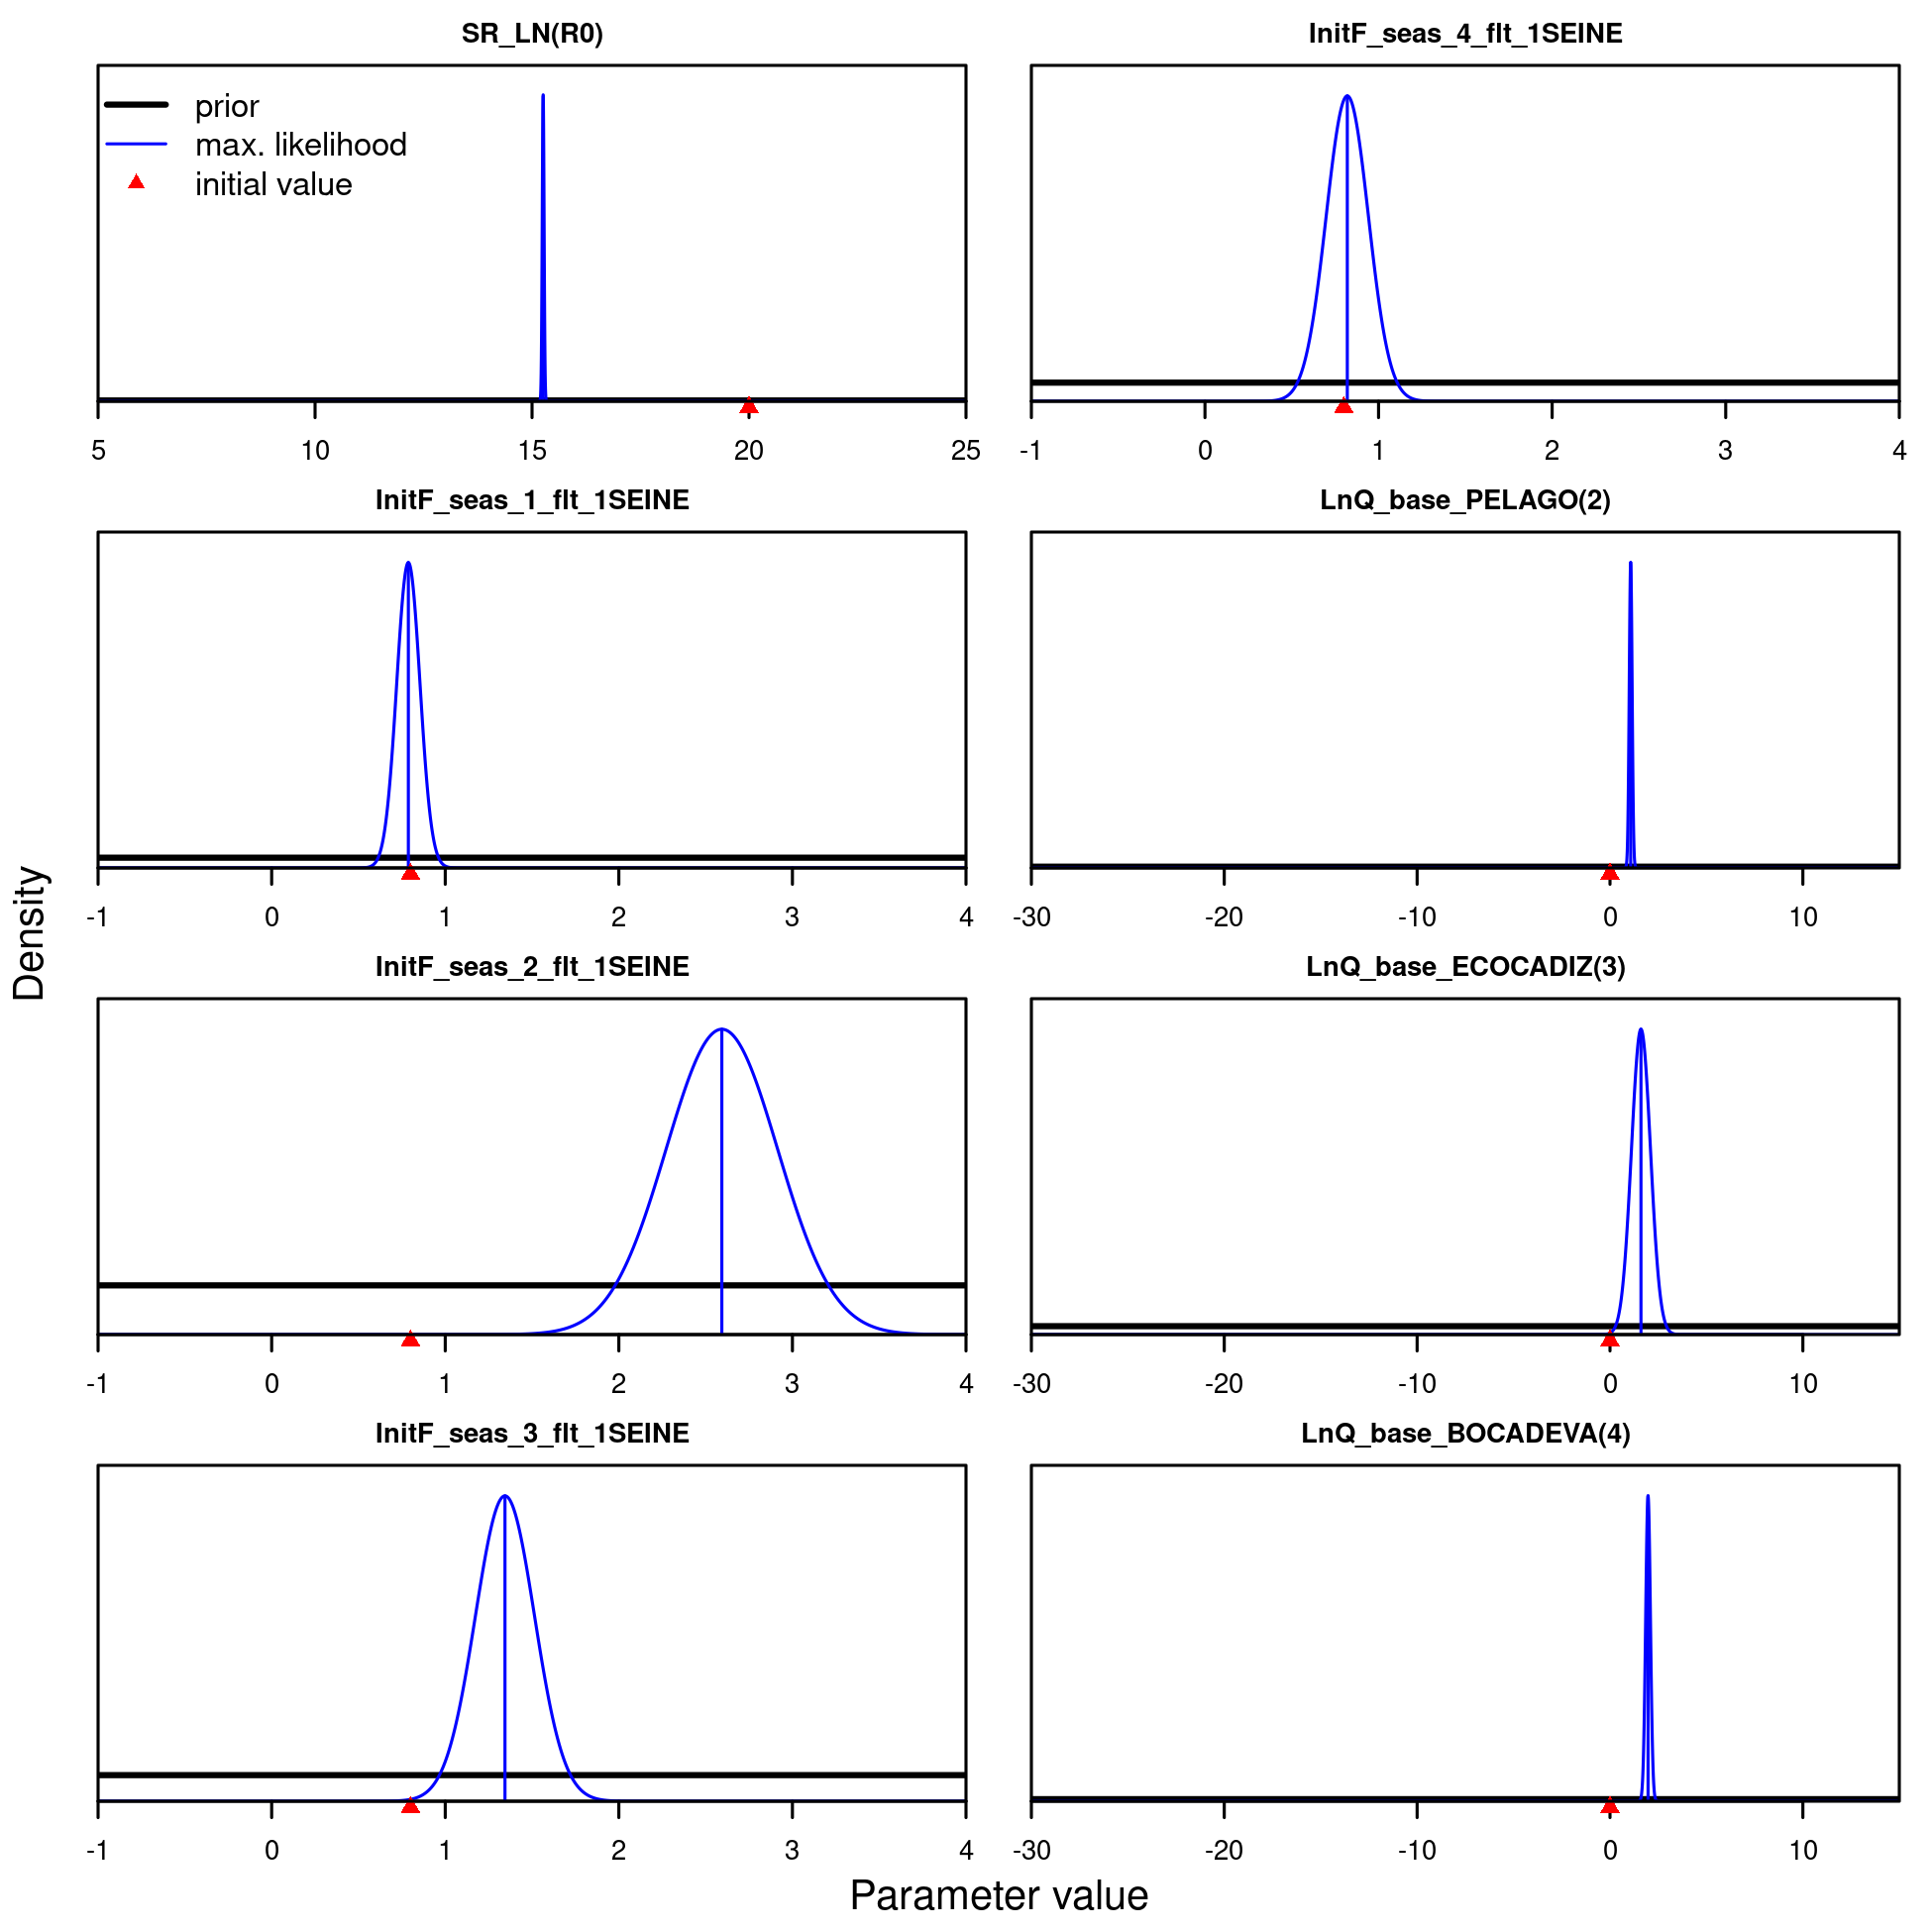 SR_LN(R0)
prior
max. likelihood
initial value
5 10 15 20 25
InitF_seas_4_flt_1SEINE
-1 0 1 2 3 4
InitF_seas_1_flt_1SEINE
-1 0 1 2 3 4
LnQ_base_PELAGO(2)
-30 -20 -10 0 10
InitF_seas_2_flt_1SEINE
-1 0 1 2 3 4
LnQ_base_ECOCADIZ(3)
-30 -20 -10 0 10
InitF_seas_3_flt_1SEINE
-1 0 1 2 3 4
LnQ_base_BOCADEVA(4)
-30 -20 -10 0 10
Density
Parameter value